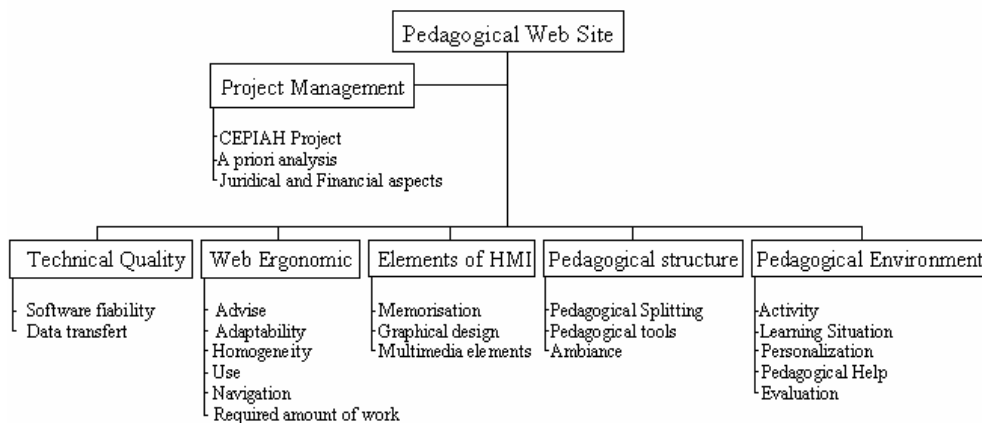 Pedagogical Web Site
Project Management
CEPIAH Project
A priori analysis
Juridical and Financial aspects
Technical Quality
Software fiability
Data transfert
Web Ergonomic
Advise
Adaptability
Homogeneity
Use
Navigation
Required amount of work
Elements of HMI
Memorisation
Graphical design
Multimedia elements
Pedagogical structure
Pedagogical Splitting
Pedagogical tools
Ambiance
Pedagogical Environment
Activity
Learning Situation
Personalization
Pedagogical Help
Evaluation